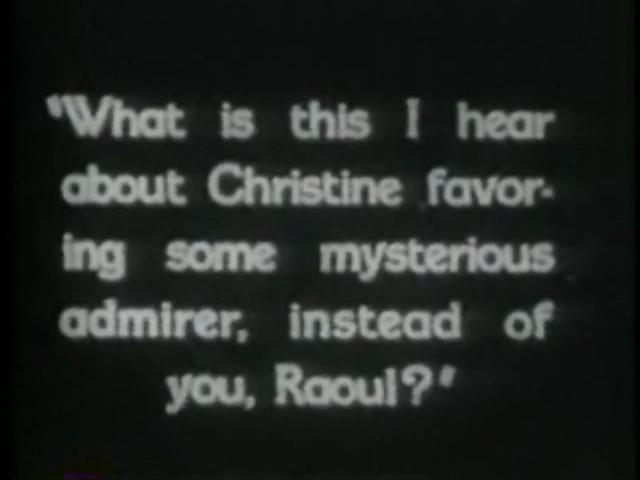 "What is this I hear
about Christine favor-
ing some mysterious
admirer, instead of
you, Raoul?"